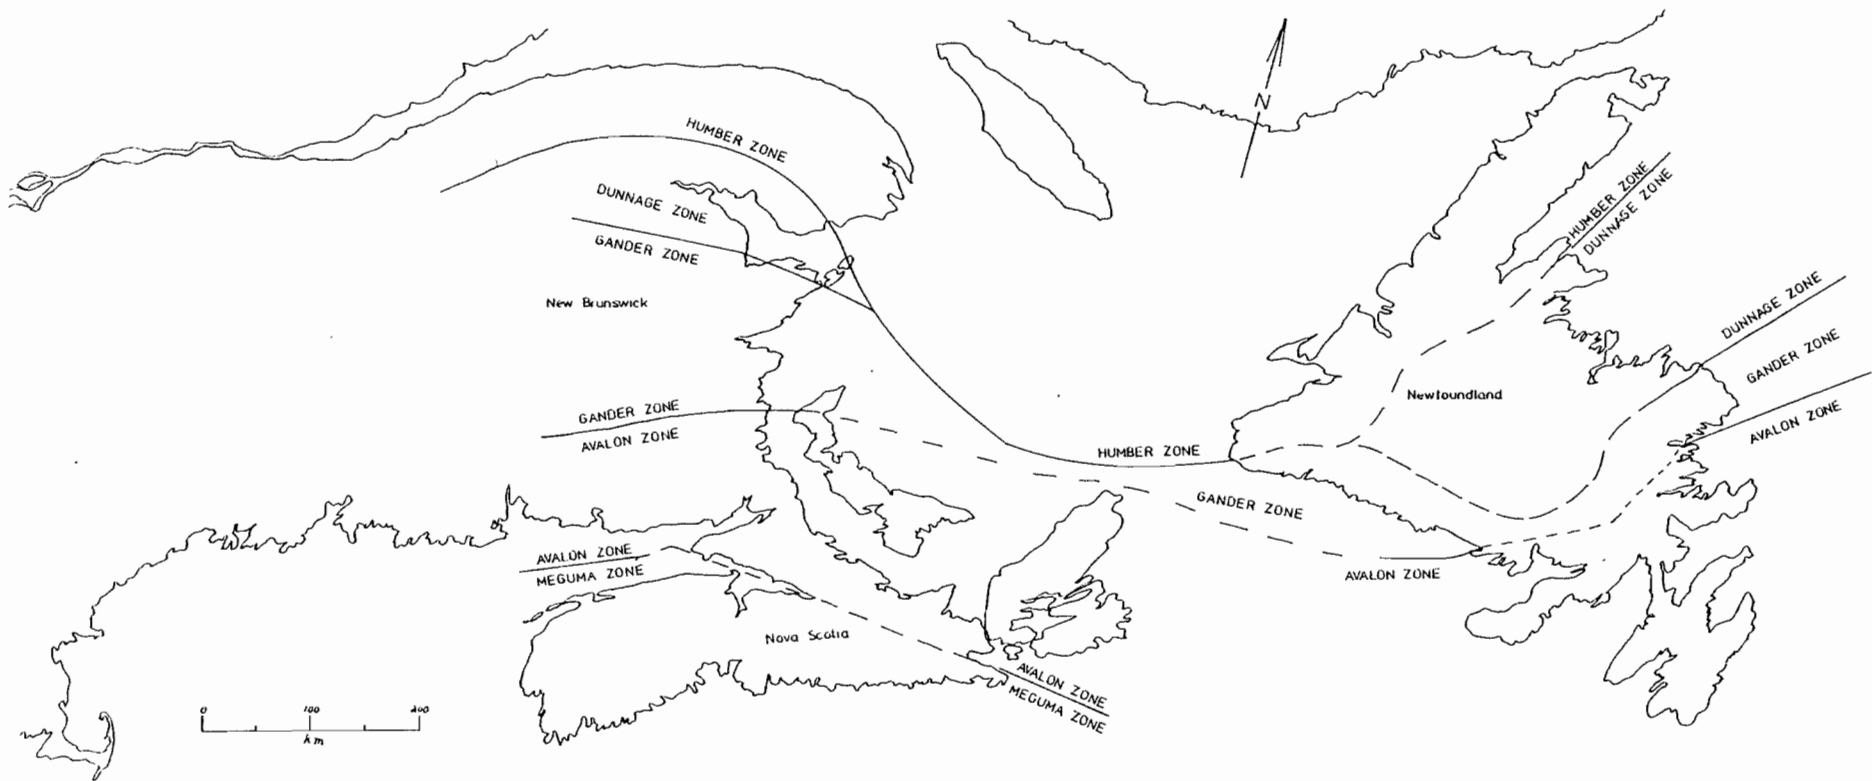 N
HUMBER ZONE
DUNNAGE ZONE
GANDER ZONE
New Brunswick
HUMBER ZONE
DUNNAGE ZONE
DUNNAGE ZONE
GANDER ZONE
AVALON ZONE
Newfoundland
GANDER ZONE
AVALON ZONE
HUMBER ZONE
GANDER ZONE
AVALON ZONE
AVALON ZONE
MEGUMA ZONE
Nova Scotia
AVALON ZONE
MEGUMA ZONE
0 100 200
km